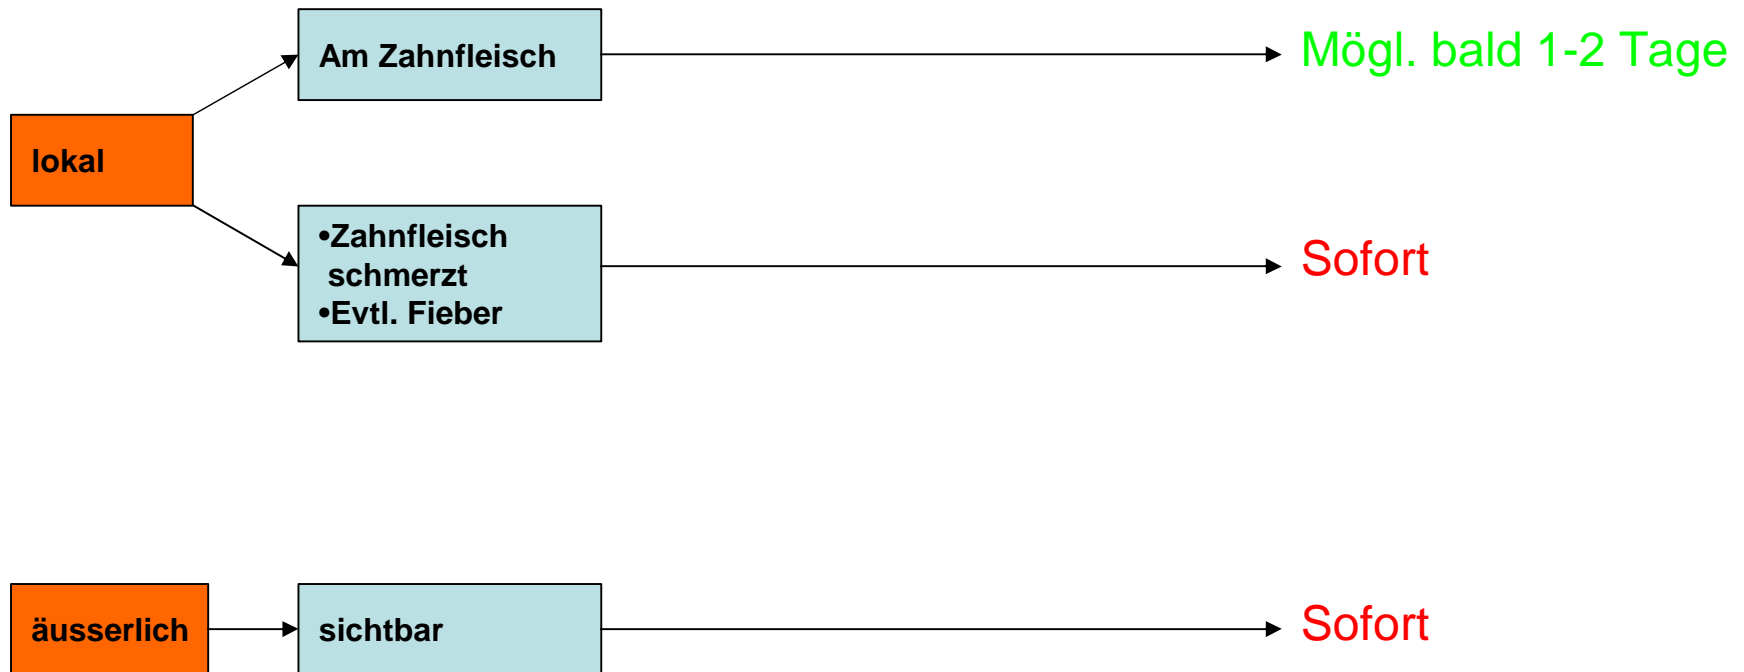 Am Zahnfleisch
Mögl. bald 1-2 Tage
lokal
•Zahnfleisch
schmerzt
•Evtl. Fieber
Sofort
äusserlich
sichtbar
Sofort